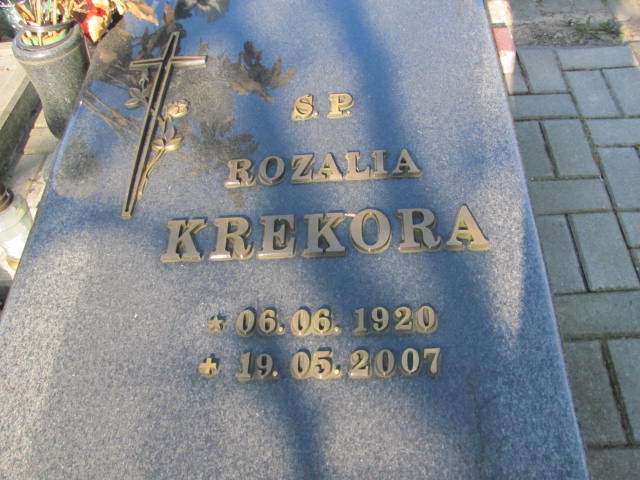 S.P.
ROZALIA
KREKORA
* 06.06.1920
+ 19.05.2007